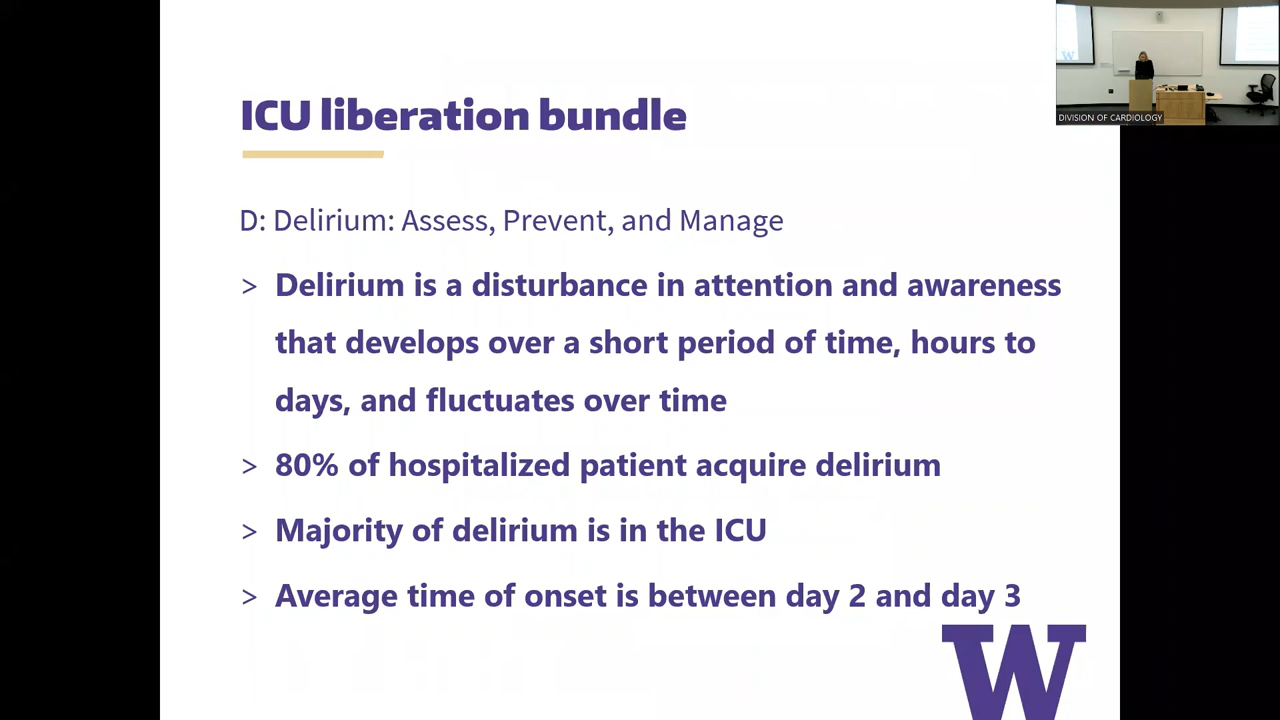 ICU liberation bundle
DIVISION OF CARDIOLOGY
D: Delirium: Assess, Prevent, and Manage
> Delirium is a disturbance in attention and awareness
that develops over a short period of time, hours to
days, and fluctuates over time
> 80% of hospitalized patient acquire delirium
> Majority of delirium is in the ICU
> Average time of onset is between day 2 and day 3
W